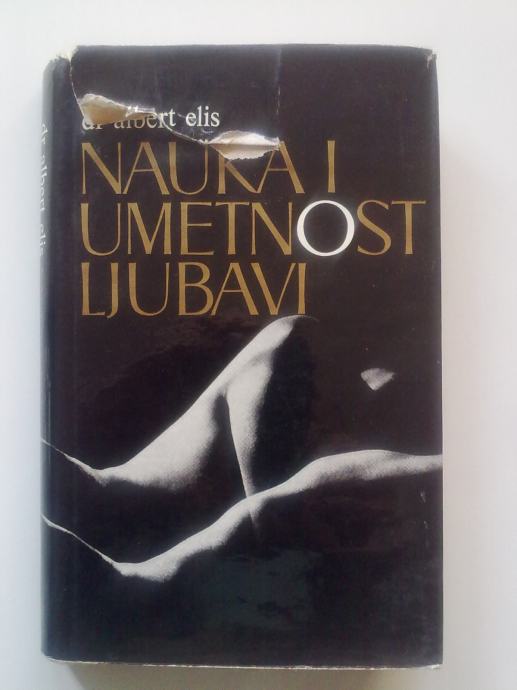 dr albert elis
NAUKA I
UMETNOST
LJUBAVI
dr albert elis